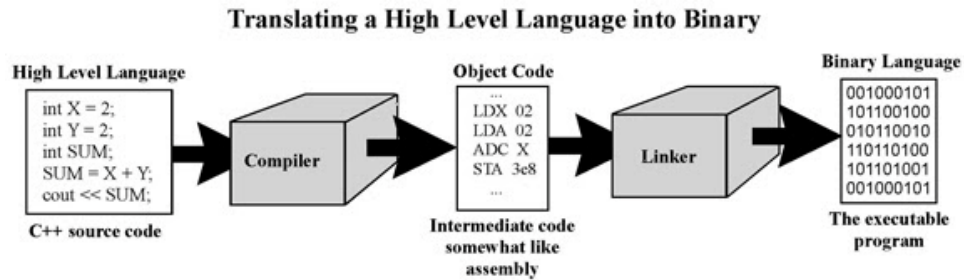 Translating a High Level Language into Binary
High Level Language
int X = 2;
int Y = 2;
int SUM;
SUM = X + Y;
cout << SUM;
C++ source code
Compiler
Object Code
...
LDX 02
LDA 02
ADC X
STA 3e8
...
Intermediate code
somewhat like
assembly
Linker
Binary Language
001000101
101100100
010110010
110110100
101101001
001000101
The executable
program